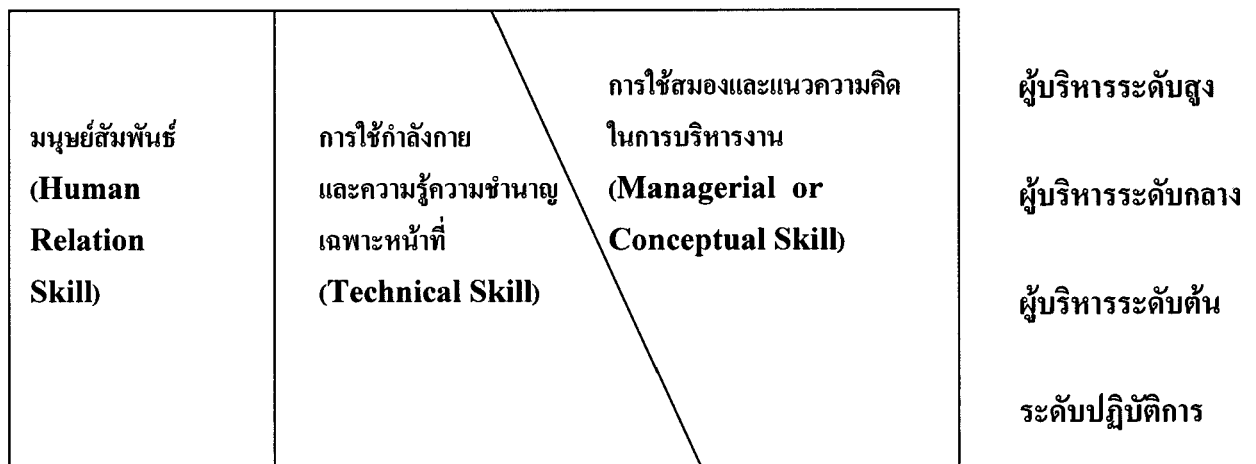 มนุษย์สัมพันธ์
(Human
Relation
Skill)
การใช้กำลังกาย
และความรู้ความชำนาญ
เฉพาะหน้าที่
(Technical Skill)
การใช้สมองและแนวความคิด
ในการบริหารงาน
(Managerial or
Conceptual Skill)
ผู้บริหารระดับสูง
ผู้บริหารระดับกลาง
ผู้บริหารระดับต้น
ระดับปฏิบัติการ